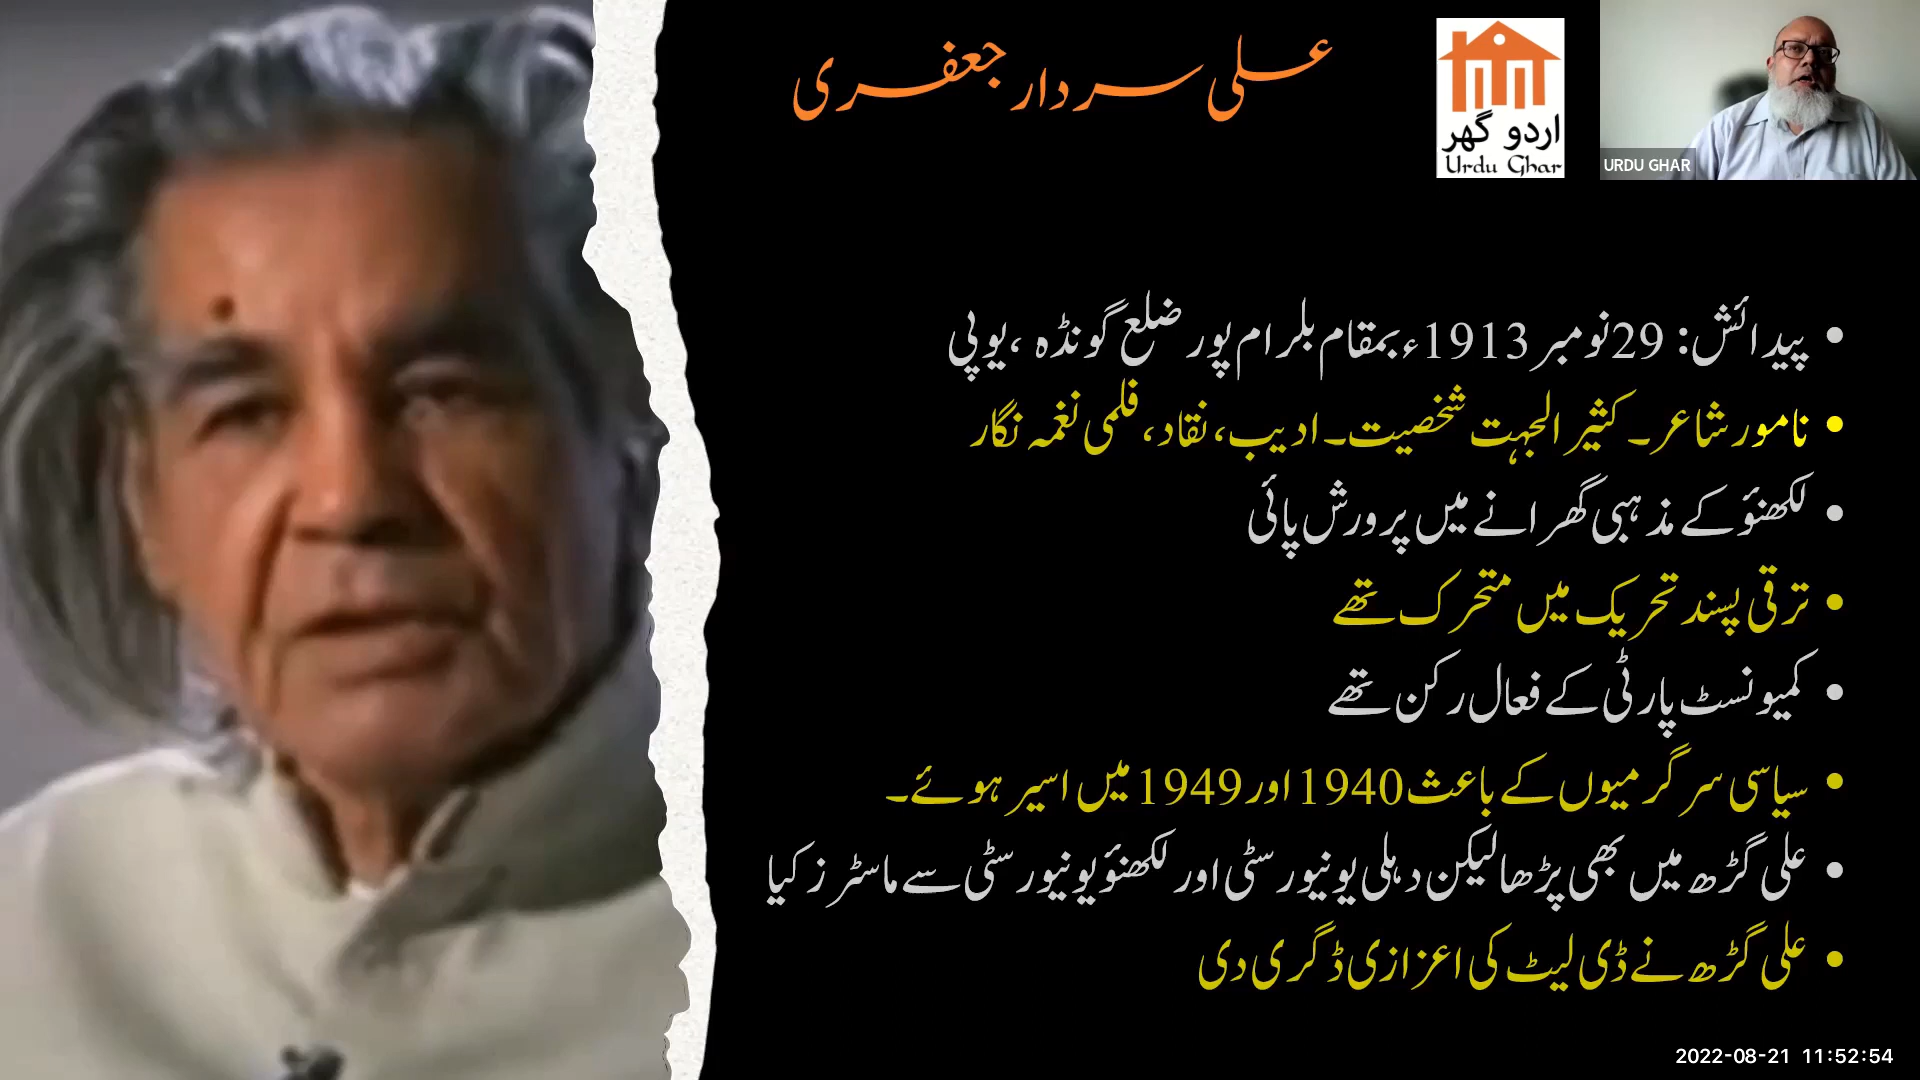 علی سردار جعفری
اردو گھر
Urdu Ghar
URDU GHAR
• پیدائش: 29نومبر 1913ء بمقام بلرام پور ضلع گونڈہ ،یوپی
• نامور شاعر۔ کثیر الجہت شخصیت۔ ادیب، نقاد، فلمی نغمہ نگار
• لکھنؤ کے مذہبی گھرانے میں پرورش پائی
• ترقی پسند تحریک میں متحرک تھے
• کمیونسٹ پارٹی کے فعال رکن تھے
• سیاسی سرگرمیوں کے باعث 1940 اور 1949 میں اسیر ہوئے۔
• علی گڑھ میں بھی پڑھا لیکن دہلی یونیورسٹی اور لکھنؤ یونیورسٹی سے ماسٹرز کیا
• علی گڑھ نے ڈی لیٹ کی اعزازی ڈگری دی
2022-08-21 11:52:54